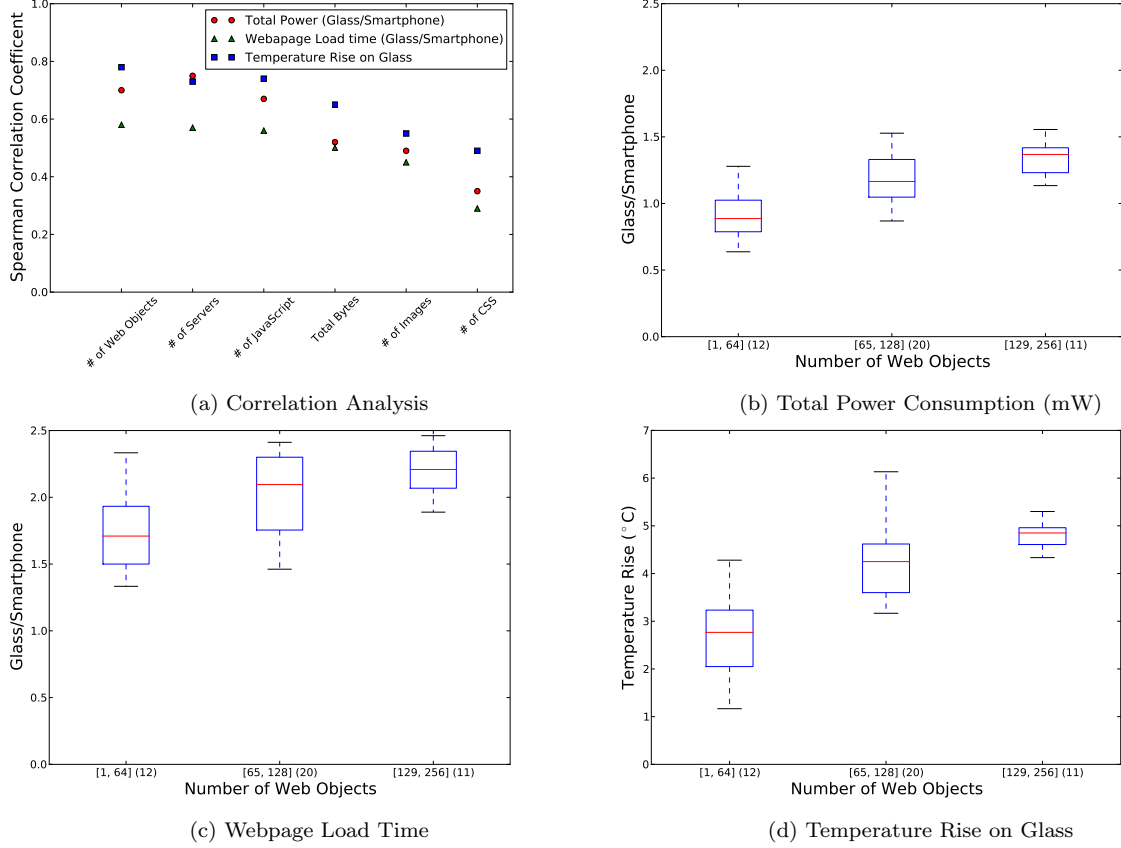 Spearman Correlation Coefficent
1.0
0.8
0.6
0.4
0.2
0.0
Total Power (Glass/Smartphone)
Webapage Load time (Glass/Smartphone)
Temperature Rise on Glass
# of Web Objects
# of Servers
# of JavaScript
Total Bytes
# of Images
# of CSS
(a) Correlation Analysis
Glass/Smartphone
2.5
2.0
1.5
1.0
0.5
0.0
[1, 64] (12)
[65, 128] (20)
[129, 256] (11)
Number of Web Objects
(b) Total Power Consumption (mW)
Glass/Smartphone
2.5
2.0
1.5
1.0
0.5
0.0
[1, 64] (12)
[65, 128] (20)
[129, 256] (11)
Number of Web Objects
(c) Webpage Load Time
Temperature Rise (°C)
7
6
5
4
3
2
1
0
[1, 64] (12)
[65, 128] (20)
[129, 256] (11)
Number of Web Objects
(d) Temperature Rise on Glass